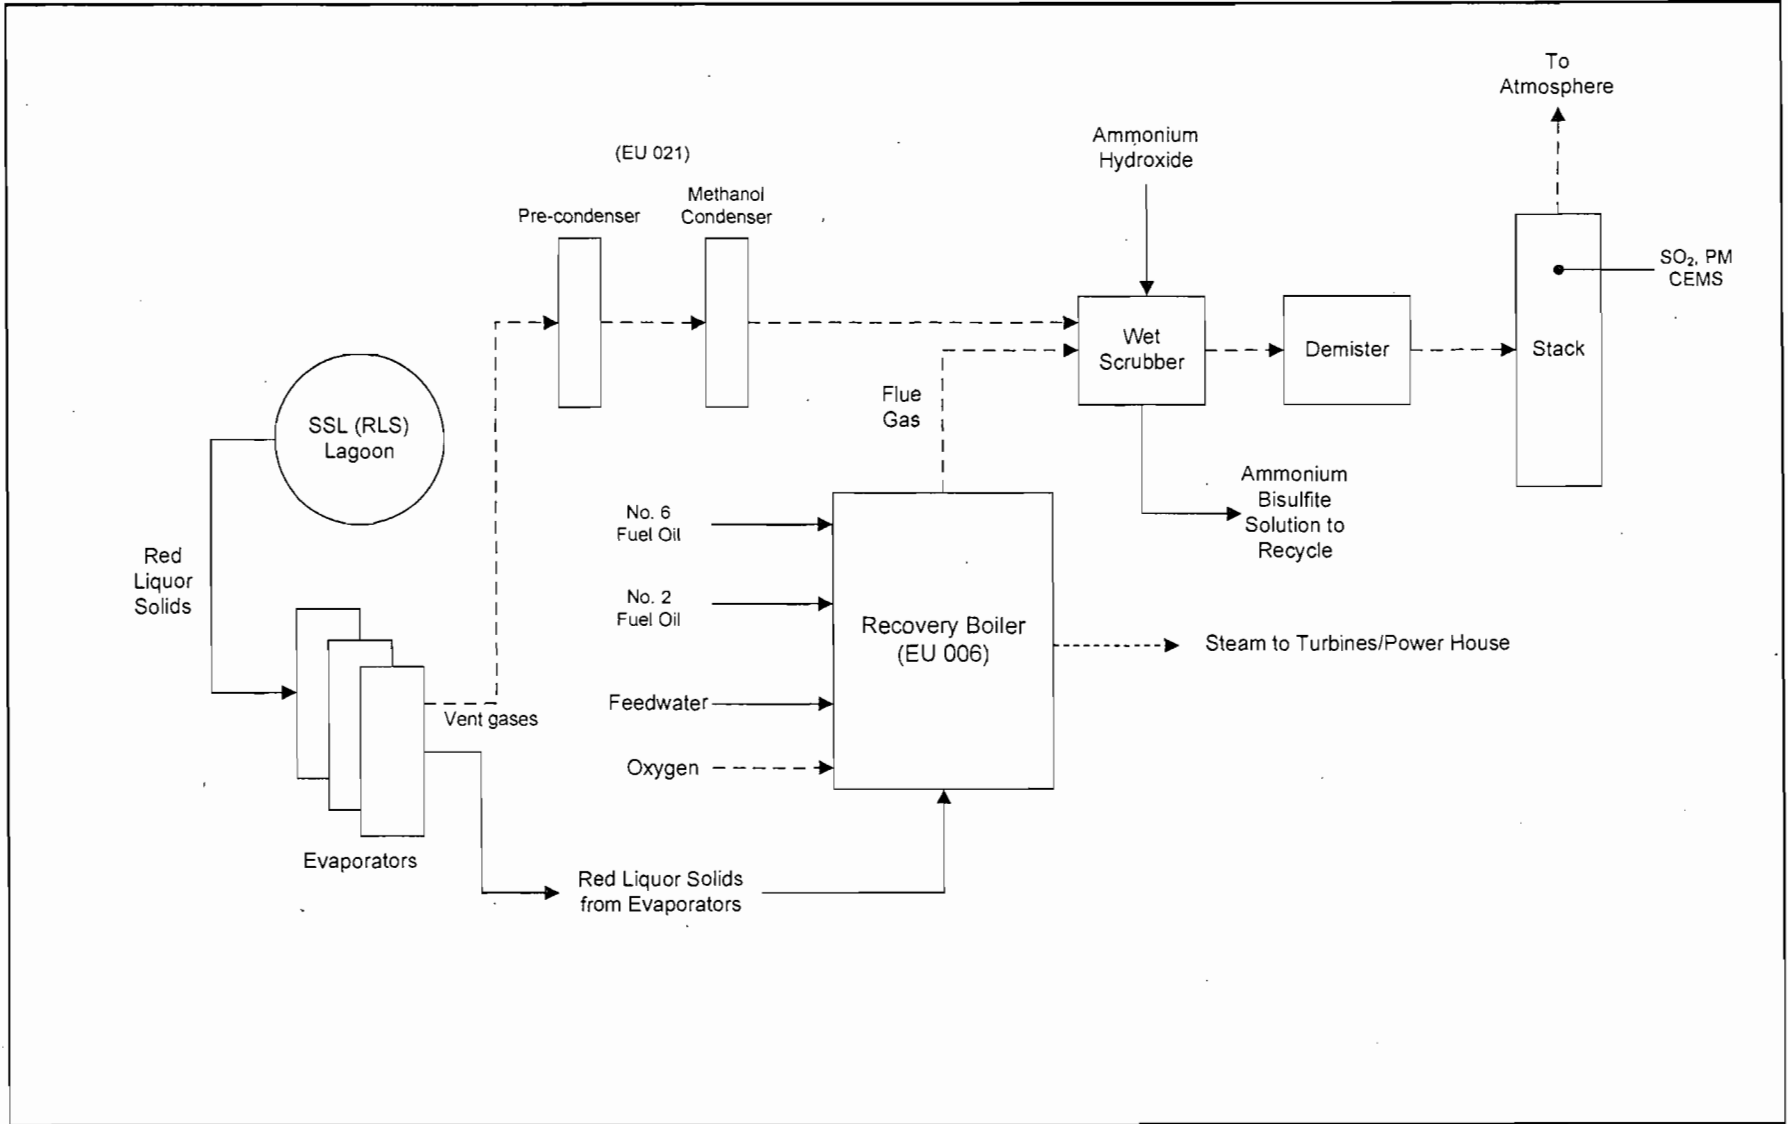 To
Atmosphere
Ammonium
Hydroxide
(EU 021)
Methanol
Condenser
Pre-condenser
SO₂, PM
CEMS
Wet
Scrubber
Demister
Stack
Flue
Gas
SSL (RLS)
Lagoon
Ammonium
Bisulfite
Solution to
Recycle
No. 6
Fuel Oil
Red
Liquor
Solids
No. 2
Fuel Oil
Recovery Boiler
(EU 006)
Steam to Turbines/Power House
Feedwater
Vent gases
Oxygen
Evaporators
Red Liquor Solids
from Evaporators